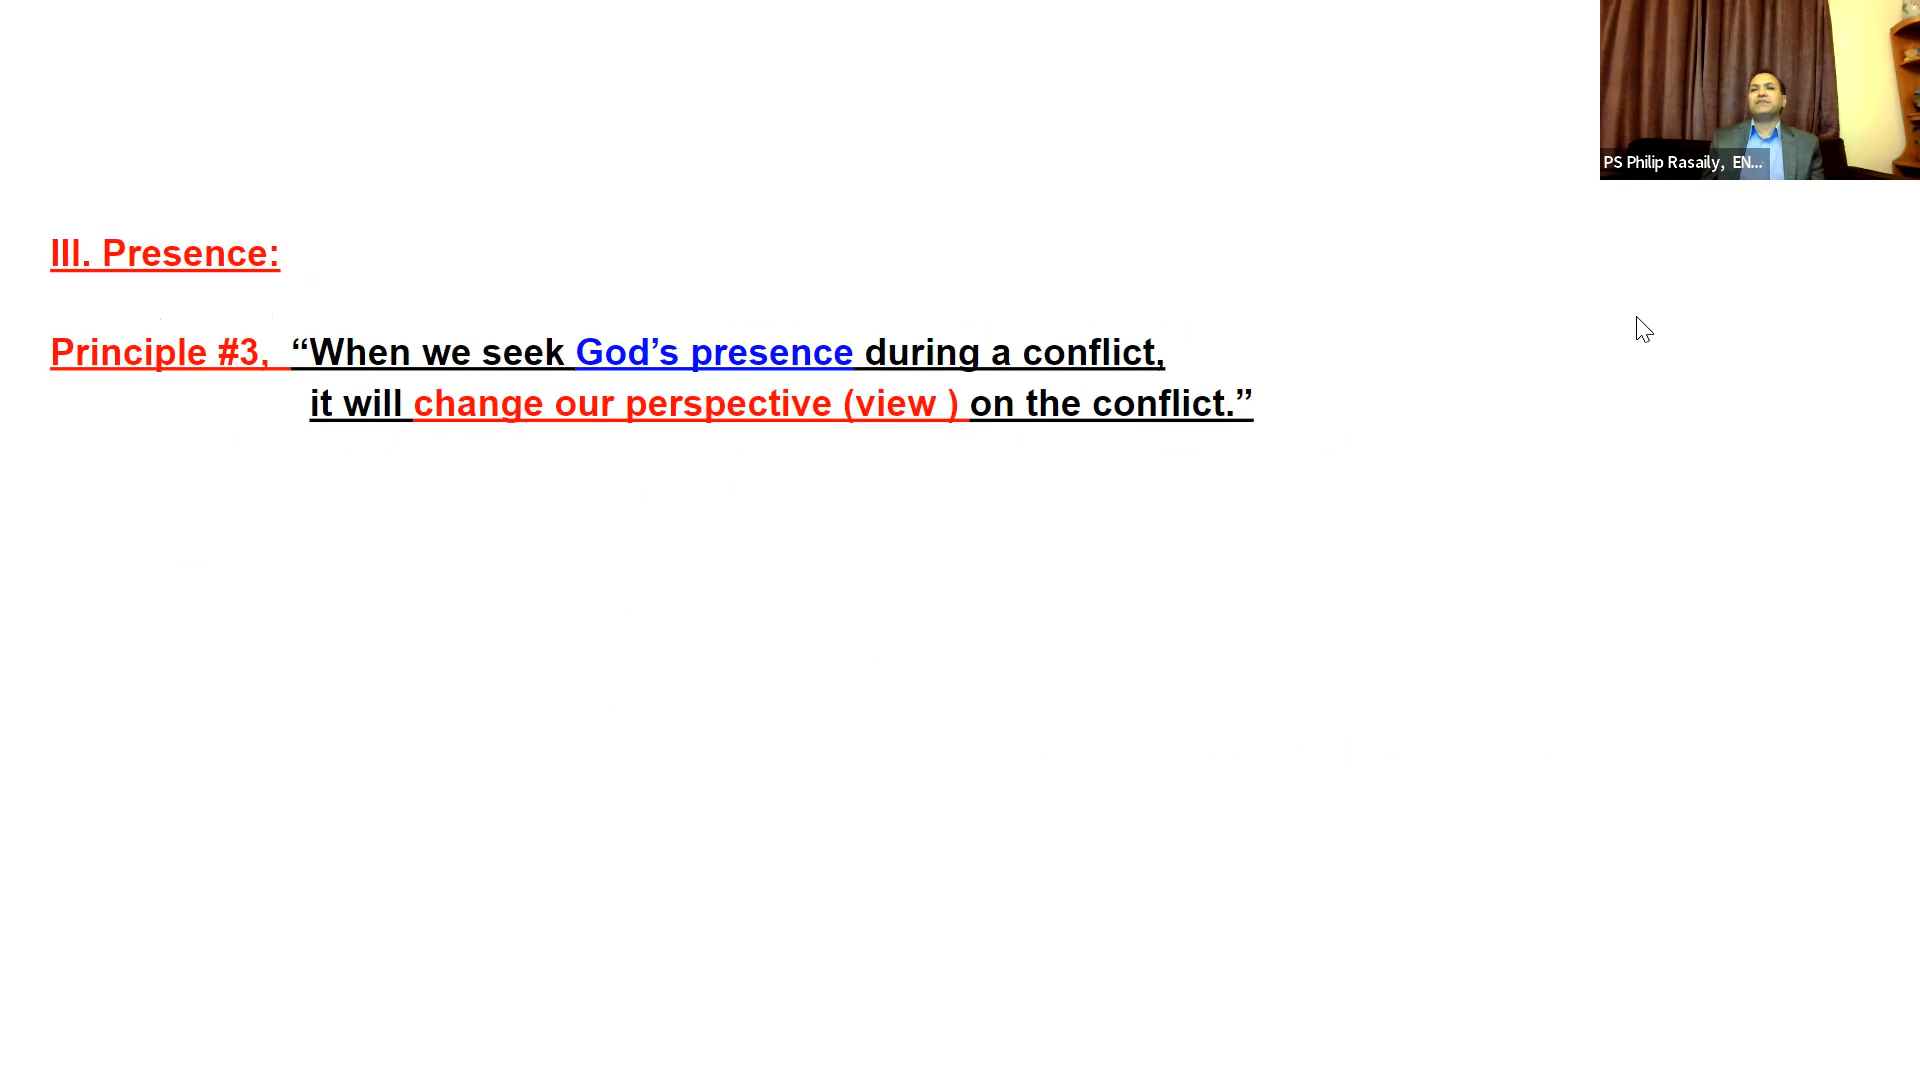 PS Philip Rasaily, EN...
III. Presence:
Principle #3, “When we seek God’s presence during a conflict,
it will change our perspective (view ) on the conflict.”